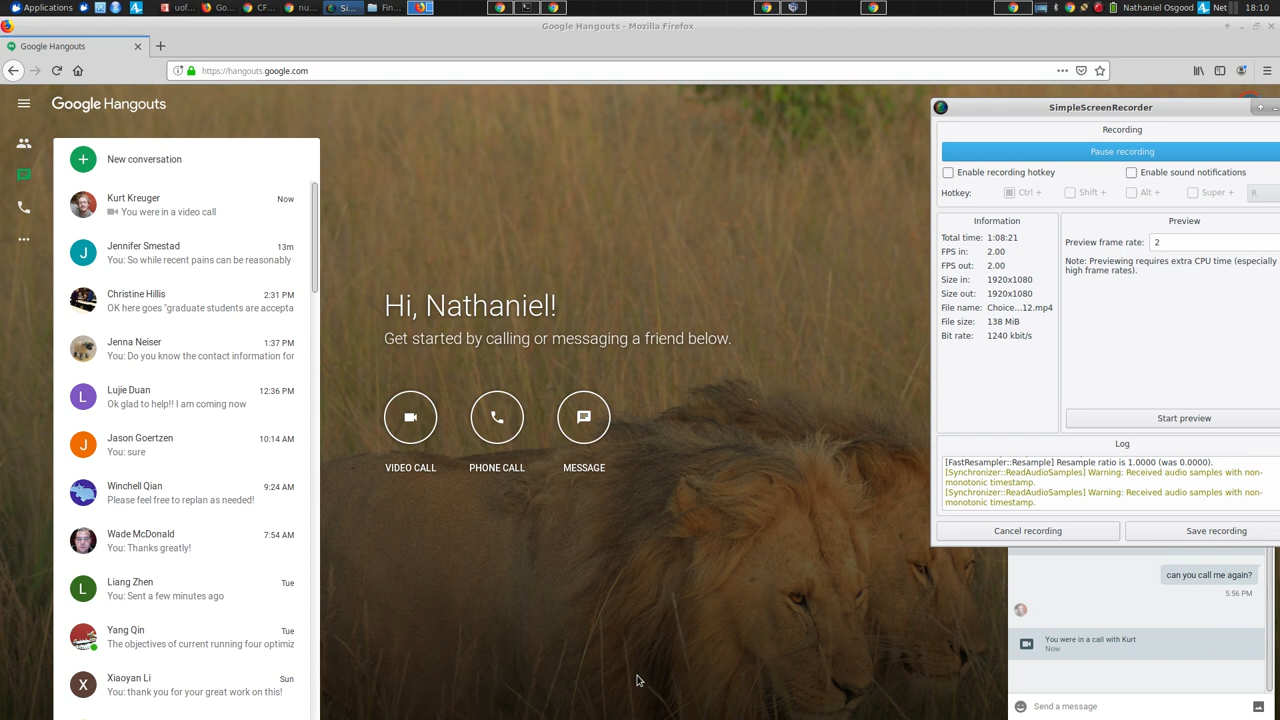 Applications
uof...
Go...
CF...
nu...
Si...
Fin...
Nathaniel Osgood
Net
18:10
Google Hangouts - Mozilla Firefox
Google Hangouts
https://hangouts.google.com
Google Hangouts
New conversation
Kurt Kreuger
Now
You were in a video call
Jennifer Smestad
13m
You: So while recent pains can be reasonably
Christine Hillis
2:31 PM
OK here goes "graduate students are accepta
Jenna Neiser
1:37 PM
You: Do you know the contact information for
L
Lujie Duan
12:36 PM
Ok glad to help!! I am coming now
J
Jason Goertzen
10:14 AM
You: sure
Winchell Qian
9:24 AM
Please feel free to replan as needed!
Wade McDonald
7:54 AM
You: Thanks greatly!
L
Liang Zhen
Tue
You: Sent a few minutes ago
Yang Qin
Tue
The objectives of current running four optimiz
X
Xiaoyan Li
Sun
You: thank you for your great work on this!
Hi, Nathaniel!
Get started by calling or messaging a friend below.
VIDEO CALL
PHONE CALL
MESSAGE
SimpleScreenRecorder
Recording
Pause recording
Enable recording hotkey
Enable sound notifications
Hotkey:
Ctrl +
Shift +
Alt +
Super +
R
Information
Total time: 1:08:21
FPS in: 2.00
FPS out: 2.00
Size in: 1920x1080
Size out: 1920x1080
File name: Choice...12.mp4
File size: 138 MiB
Bit rate: 1240 kbit/s
Preview
Preview frame rate: 2
Note: Previewing requires extra CPU time (especially
high frame rates).
Start preview
Log
[FastResampler::Resample] Resample ratio is 1.0000 (was 0.0000).
[Synchronizer::ReadAudioSamples] Warning: Received audio samples with non-
monotonic timestamp.
[Synchronizer::ReadAudioSamples] Warning: Received audio samples with non-
monotonic timestamp.
Cancel recording
Save recording
can you call me again?
5:56 PM
You were in a call with Kurt
Now
Send a message